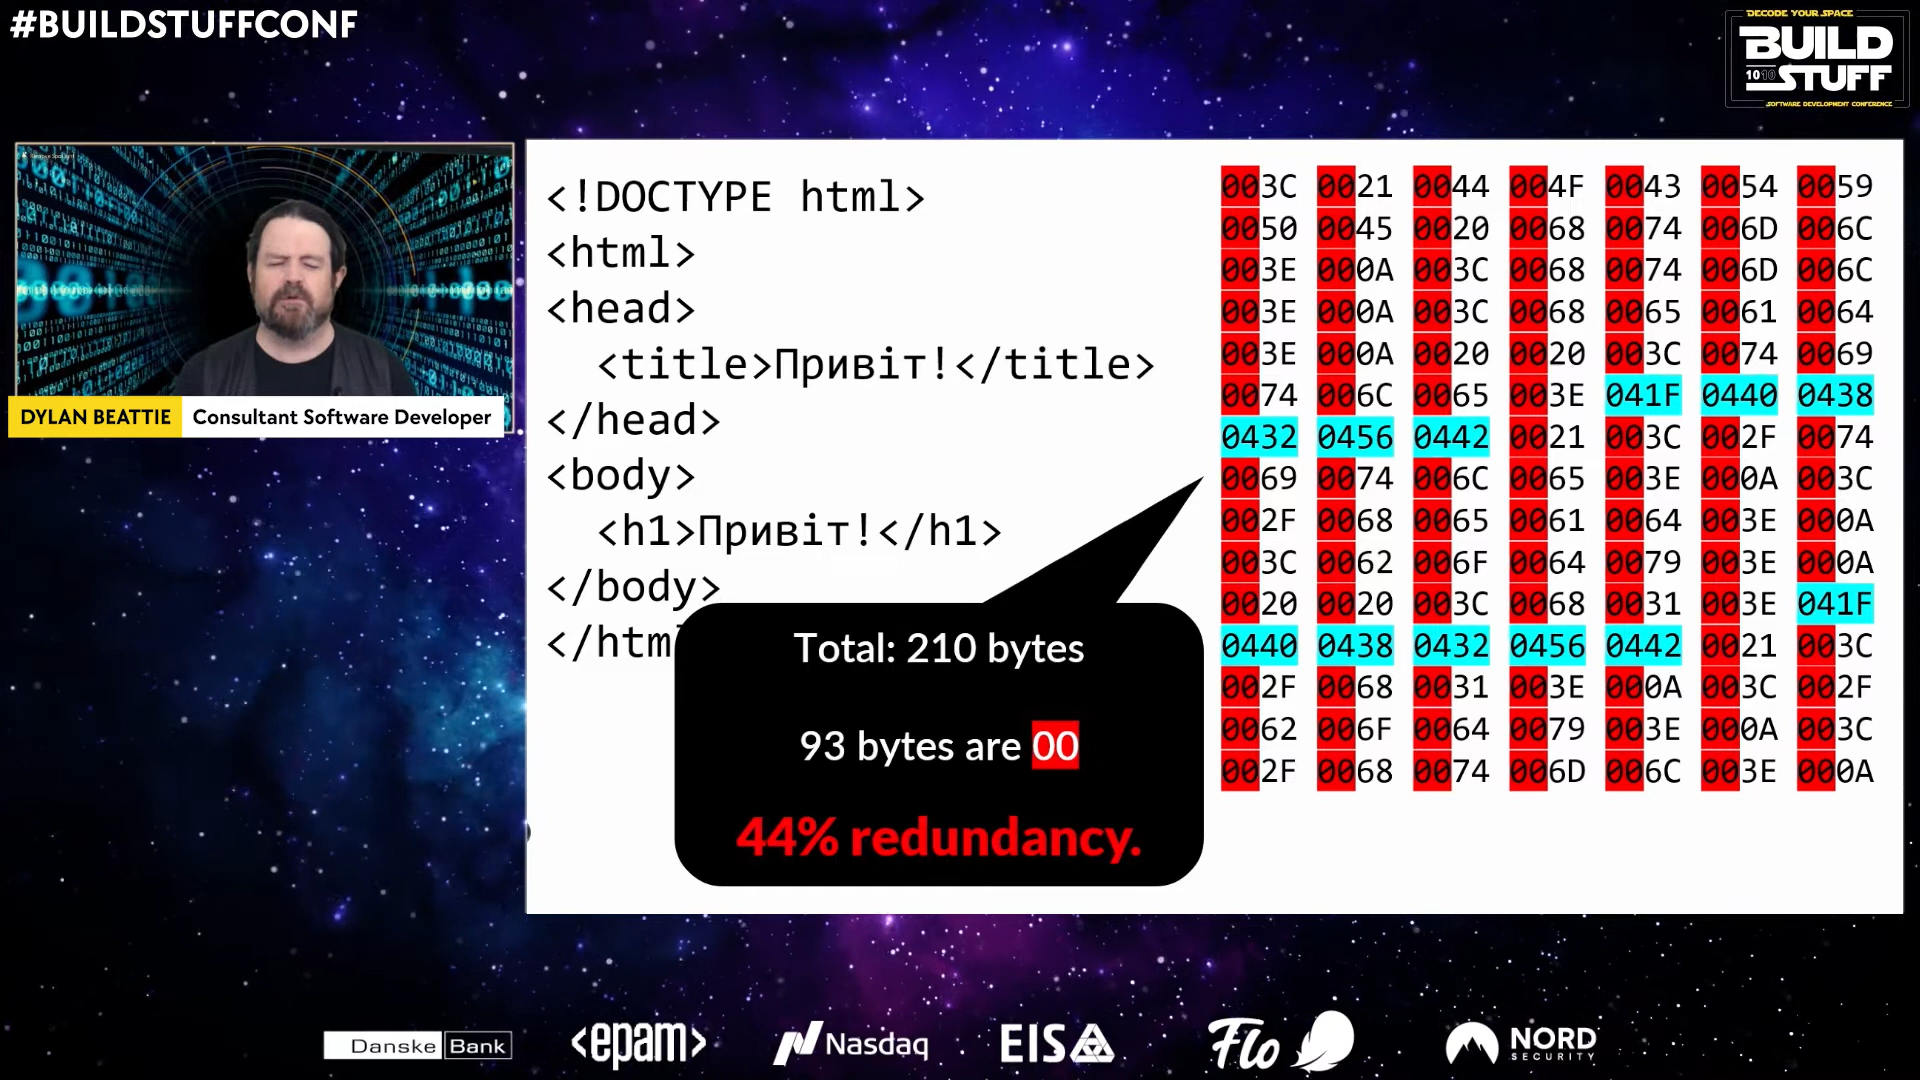 #BUILDSTUFFCONF
DECODE YOUR SPACE
BUILD
STUFF
SOFTWARE DEVELOPMENT CONFERENCE
DYLAN BEATTIE Consultant Software Developer
<!DOCTYPE html>
<html>
<head>
<title>Привіт!</title>
</head>
<body>
<h1>Привіт!</h1>
</body>
</htm
003C 0021 0044 004F 0043 0054 0059
0050 0045 0020 0068 0074 006D 006C
003E 000A 003C 0068 0074 006D 006C
003E 000A 003C 0068 0065 0061 0064
003E 000A 0020 0020 003C 0074 0069
0074 006C 0065 003E 041F 0440 0438
0432 0456 0442 0021 003C 002F 0074
0069 0074 006C 0065 003E 000A 003C
002F 0068 0065 0061 0064 003E 000A
003C 0062 006F 0064 0079 003E 000A
0020 0020 003C 0068 0031 003E 041F
0440 0438 0432 0456 0442 0021 003C
002F 0068 0031 003E 000A 003C 002F
0062 006F 0064 0079 003E 000A 003C
002F 0068 0074 006D 006C 003E 000A
Total: 210 bytes
93 bytes are 00
44% redundancy.
Danske Bank
<epam>
Nasdaq
EIS
Flo
NORD
SECURITY